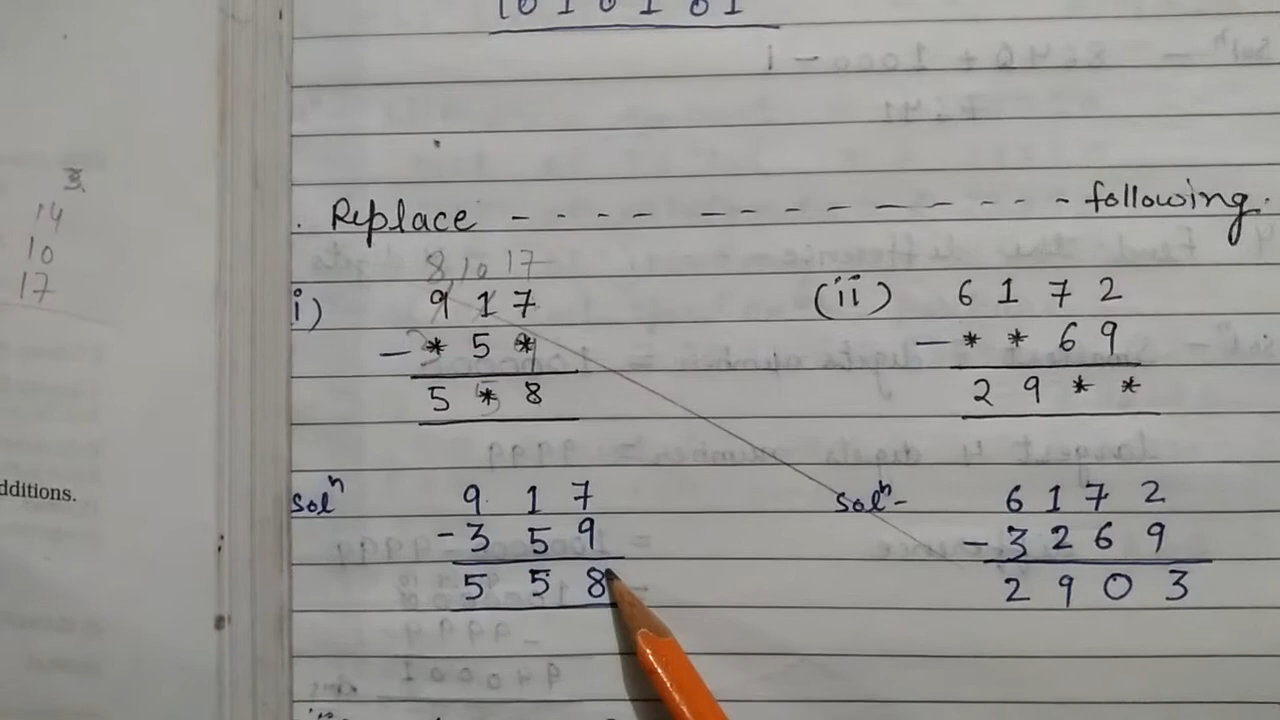 1010101
3.
14
10
17
dditions.
. Replace - - - - - - - - - - - - - following.
8 10 17
i) 9 1 7
- * 5 *
5 * 8
(ii) 6 1 7 2
- * * 6 9
2 9 * *
Solⁿ 9 1 7
- 3 5 9
5 5 8
Solⁿ- 6 1 7 2
- 3 2 6 9
2 9 0 3